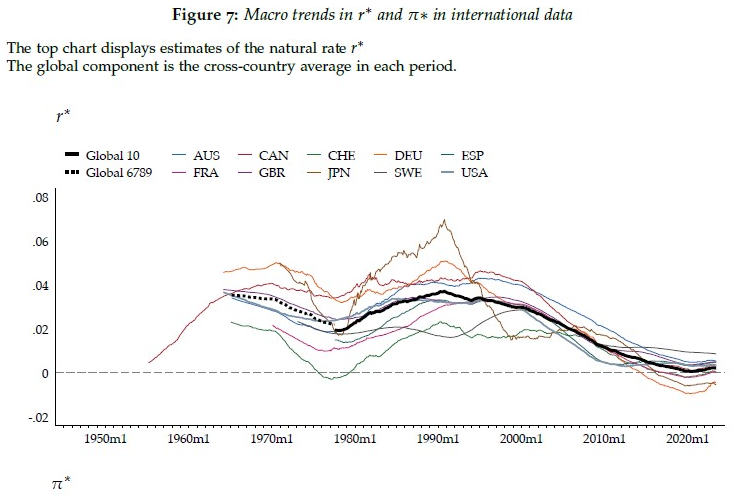 Figure 7: Macro trends in r* and π* in international data
The top chart displays estimates of the natural rate r*
The global component is the cross-country average in each period.
r*
Global 10 AUS CAN CHE DEU ESP
Global 6789 FRA GBR JPN SWE USA
.08
.06
.04
.02
0
-.02
1950m1 1960m1 1970m1 1980m1 1990m1 2000m1 2010m1 2020m1
π*